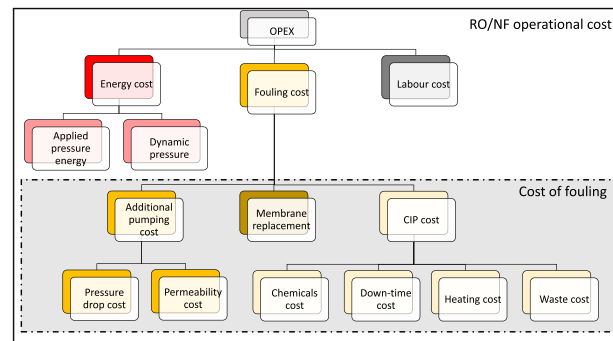 RO/NF operational cost
OPEX
Energy cost
Fouling cost
Labour cost
Applied
pressure
energy
Dynamic
pressure
Cost of fouling
Additional
pumping
cost
Membrane
replacement
CIP cost
Pressure
drop cost
Permeability
cost
Chemicals
cost
Down-time
cost
Heating cost
Waste cost